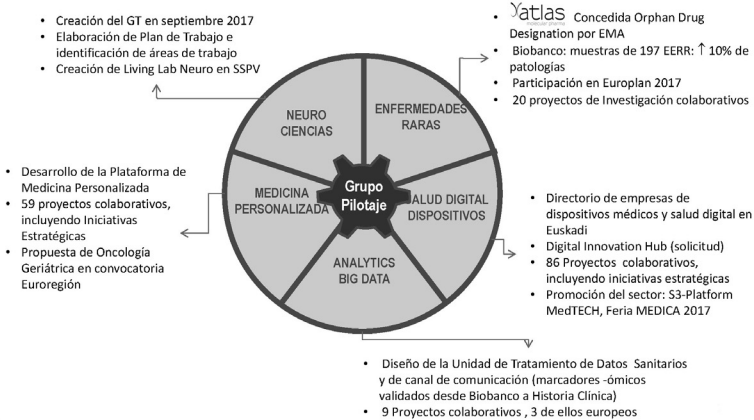 • Creación del GT en septiembre 2017
• Elaboración de Plan de Trabajo e
identificación de áreas de trabajo
• Creación de Living Lab Neuro en SSPV
• atlas molecular pharma Concedida Orphan Drug
Designation por EMA
• Biobanco: muestras de 197 EERR: ↑ 10% de
patologías
• Participación en Europlan 2017
• 20 proyectos de Investigación colaborativos
NEURO
CIENCIAS
ENFERMEDADES
RARAS
MEDICINA
PERSONALIZADA
Grupo
Pilotaje
SALUD DIGITAL
DISPOSITIVOS
ANALYTICS
BIG DATA
• Desarrollo de la Plataforma de
Medicina Personalizada
• 59 proyectos colaborativos,
incluyendo Iniciativas
Estratégicas
• Propuesta de Oncología
Geriátrica en convocatoria
Euroregión
• Directorio de empresas de
dispositivos médicos y salud digital en
Euskadi
• Digital Innovation Hub (solicitud)
• 86 Proyectos colaborativos,
incluyendo iniciativas estratégicas
• Promoción del sector: S3-Platform
MedTECH, Feria MEDICA 2017
• Diseño de la Unidad de Tratamiento de Datos Sanitarios
y de canal de comunicación (marcadores -ómicos
validados desde Biobanco a Historia Clínica)
• 9 Proyectos colaborativos , 3 de ellos europeos